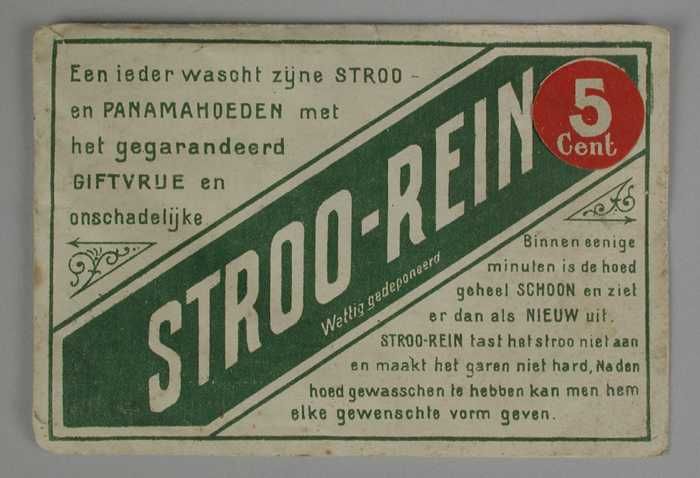 Een ieder wascht zijne STROO-
en PANAMAHOEDEN met
het gegarandeerd
GIFTVRIJE en
onschadelijke
STROO-REIN
Wettig gedeponeerd
5
Cent
Binnen eenige
minuten is de hoed
geheel SCHOON en ziet
er dan als NIEUW uit.
STROO-REIN tast het stroo niet aan
en maakt het garen niet hard, Na den
hoed gewasschen te hebben kan men hem
elke gewenschte vorm geven.